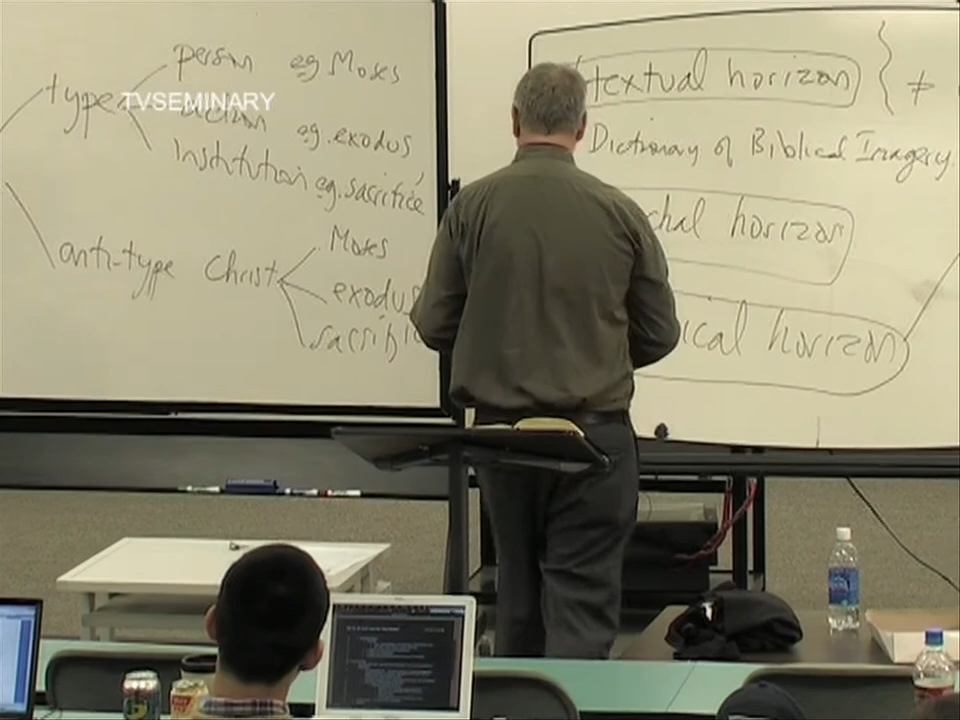 person eg Moses
type
TVSEMINARY
eg. exodus
Institution eg. sacrifice
anti-type Christ
Moses
exodus
textual horizon
≠
Dictionary of Biblical Imagery
horizon
horizon